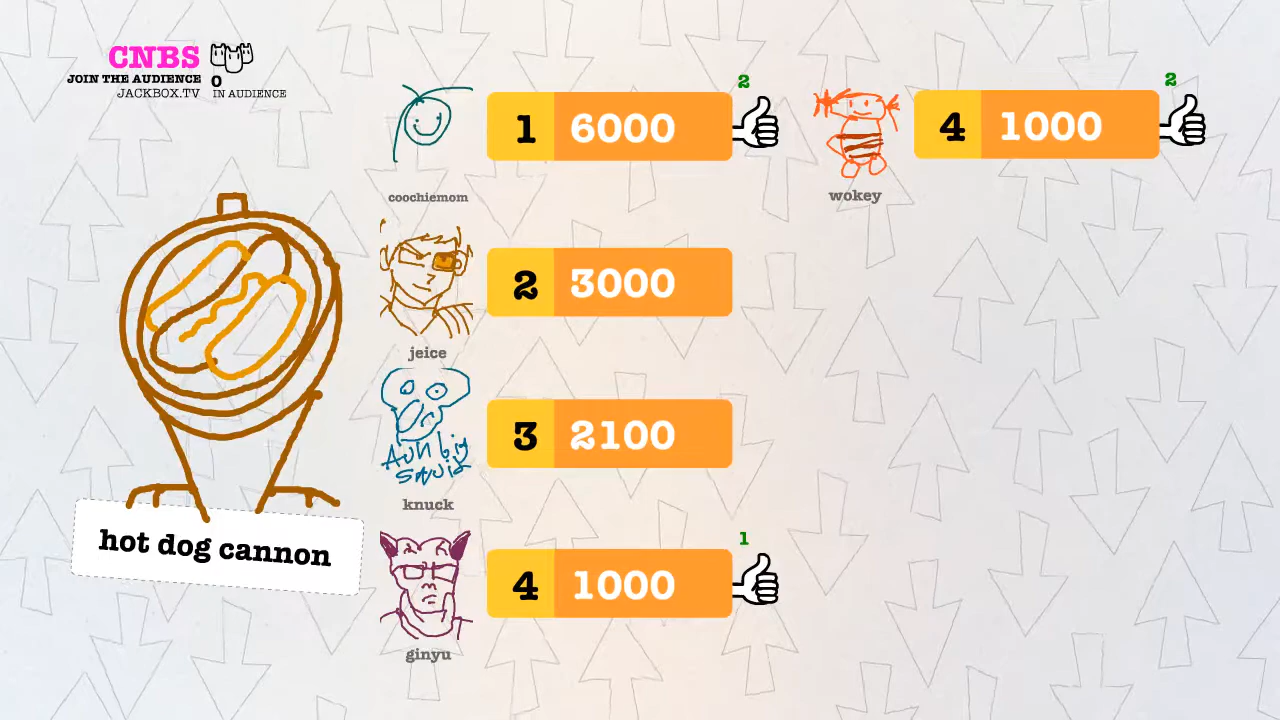 CNBS
JOIN THE AUDIENCE
JACKBOX.TV
0
IN AUDIENCE
1 6000
2
coochiemom
2 3000
jeice
3 2100
knuck
4 1000
1
ginyu
4 1000
2
wokey
hot dog cannon